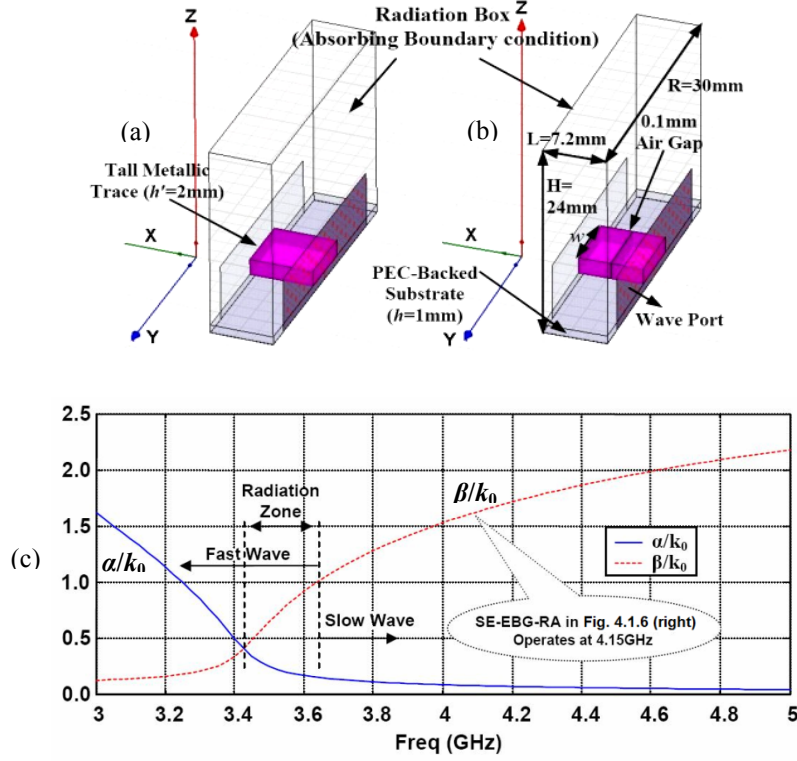 Z
Radiation Box
(Absorbing Boundary condition)
Z
(a)
(b)
R=30mm
L=7.2mm
0.1mm
Air Gap
Tall Metallic
Trace (h'=2mm)
H=
24mm
X
w
X
PEC-Backed
Substrate
(h=1mm)
Wave Port
Y
Y
(c)
2.5
2.0
1.5
1.0
0.5
0.0
Radiation
Zone
β/k₀
α/k₀
Fast Wave
α/k₀
β/k₀
Slow Wave
SE-EBG-RA in Fig. 4.1.6 (right)
Operates at 4.15GHz
3 3.2 3.4 3.6 3.8 4 4.2 4.4 4.6 4.8 5
Freq (GHz)